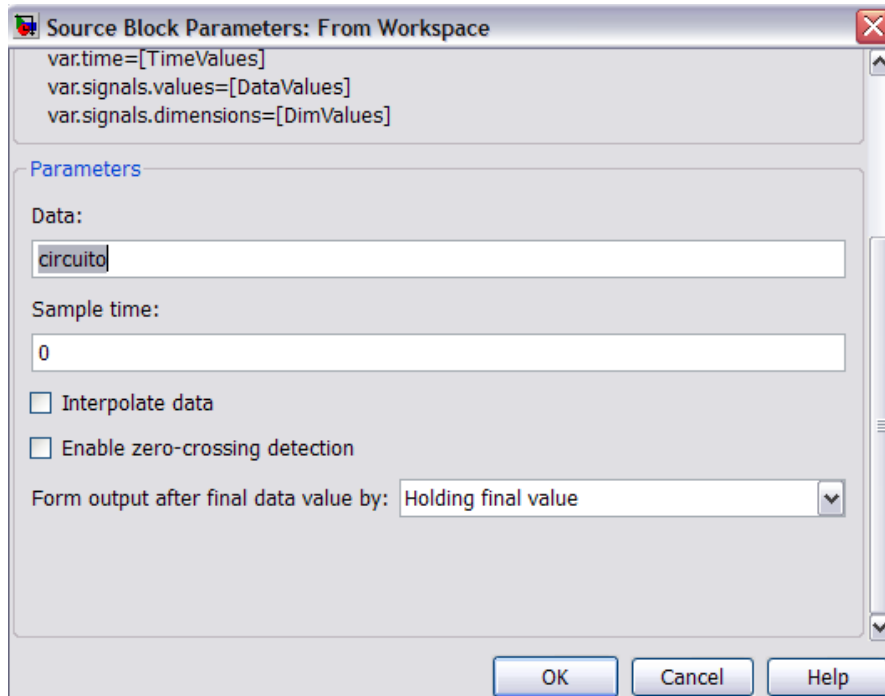 Source Block Parameters: From Workspace
var.time=[TimeValues]
var.signals.values=[DataValues]
var.signals.dimensions=[DimValues]
Parameters
Data:
circuito
Sample time:
0
Interpolate data
Enable zero-crossing detection
Form output after final data value by: Holding final value
OK Cancel Help